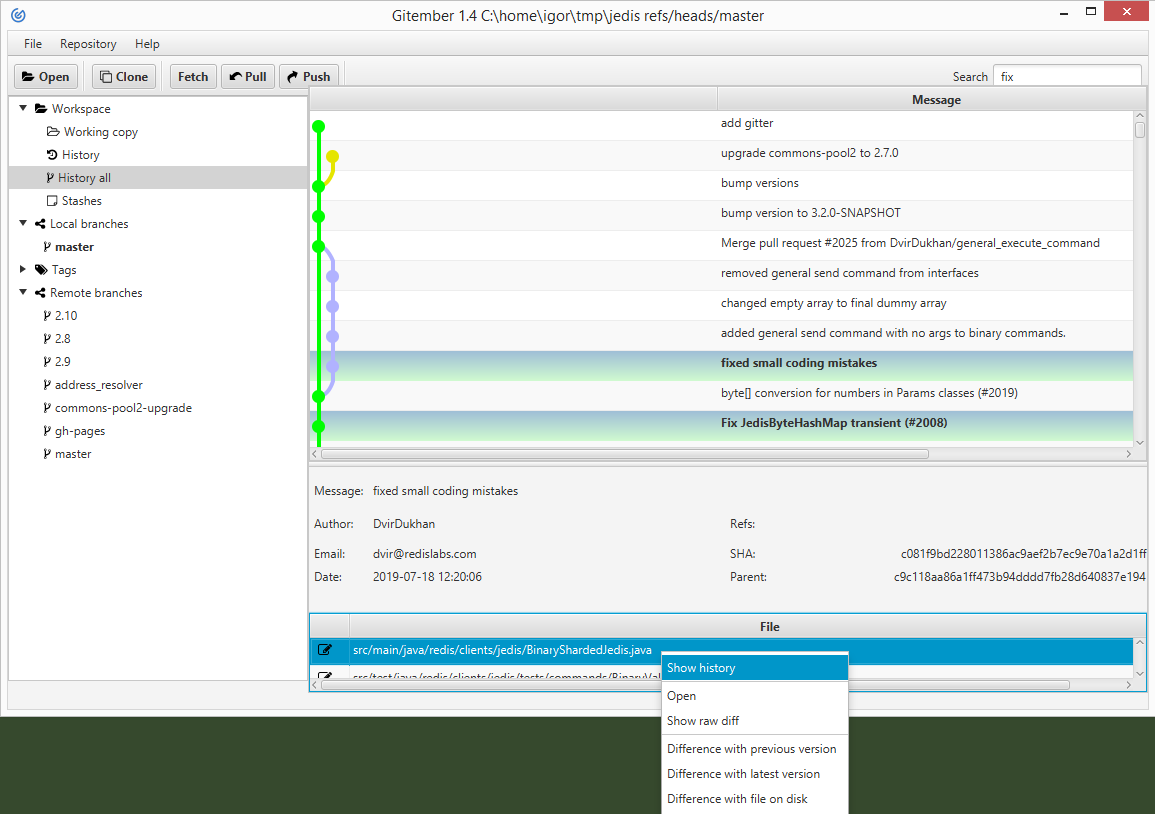 Gitember 1.4 C:\home\igor\tmp\jedis refs/heads/master
File Repository Help
Open Clone Fetch Pull Push Search fix
Workspace
Working copy
History
History all
Stashes
Local branches
master
Tags
Remote branches
2.10
2.8
2.9
address_resolver
commons-pool2-upgrade
gh-pages
master
Message
add gitter
upgrade commons-pool2 to 2.7.0
bump versions
bump version to 3.2.0-SNAPSHOT
Merge pull request #2025 from DvirDukhan/general_execute_command
removed general send command from interfaces
changed empty array to final dummy array
added general send command with no args to binary commands.
fixed small coding mistakes
byte[] conversion for numbers in Params classes (#2019)
Fix JedisByteHashMap transient (#2008)
Message: fixed small coding mistakes
Author: DvirDukhan Refs:
Email: dvir@redislabs.com SHA: c081f9bd228011386ac9aef2b7ec9e70a1a2d1ff
Date: 2019-07-18 12:20:06 Parent: c9c118aa86a1ff473b94dddd7fb28d640837e194
File
src/main/java/redis/clients/jedis/BinaryShardedJedis.java
src/test/java/redis/clients/jedis/tests/commands/BinaryVal
Show history
Open
Show raw diff
Difference with previous version
Difference with latest version
Difference with file on disk